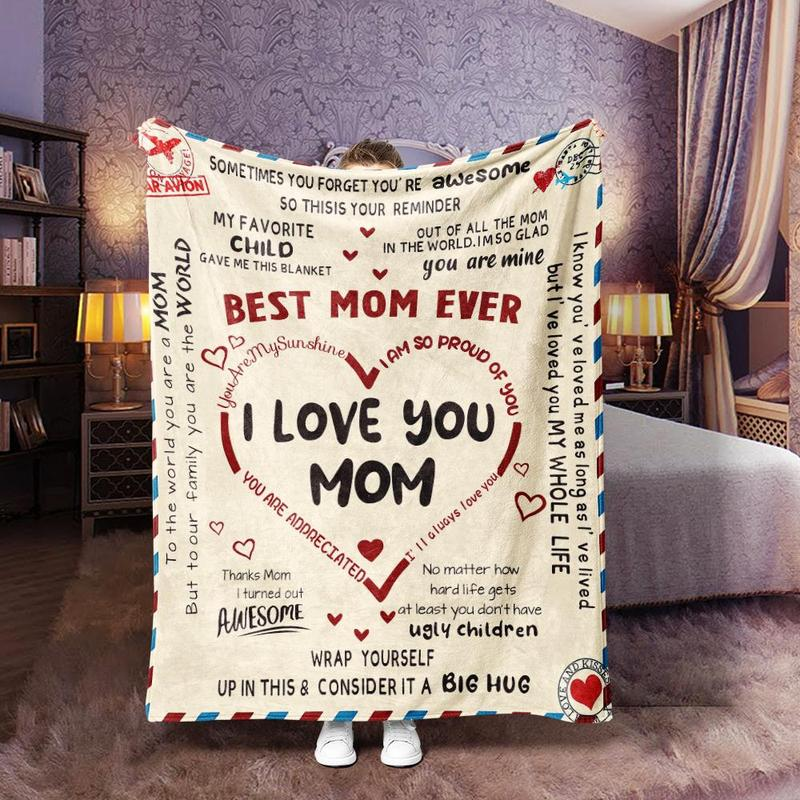 PAR AVION
SOMETIMES YOU FORGET YOU'RE awesome
SO THISIS YOUR REMINDER
MY FAVORITE
CHILD
GAVE ME THIS BLANKET
OUT OF ALL THE MOM
IN THE WORLD.IMSO GLAD
you are mine
BEST MOM EVER
YouAreMySunshine
I AM SO PROUD OF YOU
I LOVE YOU
MOM
YOU ARE APPRECIATED
I'll always love you
To the world you are a MOM
But to our family you are the WORLD
I know you've loved me as long as I've lived
but I've loved you MY WHOLE LIFE
Thanks Mom
I turned out
AWESOME
No matter how
hard life gets
at least you don't have
ugly children
WRAP YOURSELF
UP IN THIS & CONSIDER IT A BIG HUG
LOVE AND KISSES
DEC